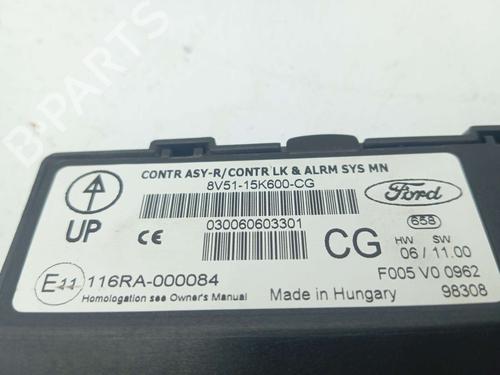 CONTR ASY-R/CONTR LK & ALRM SYS MN
8V51-15K600-CG
Ford
UP
CE
030060603301
CG
658
HW SW
06 / 11.00
E11 116RA-000084
F005 V0 0962
Homologation see Owner's Manual
Made in Hungary
98308
B-PARTS